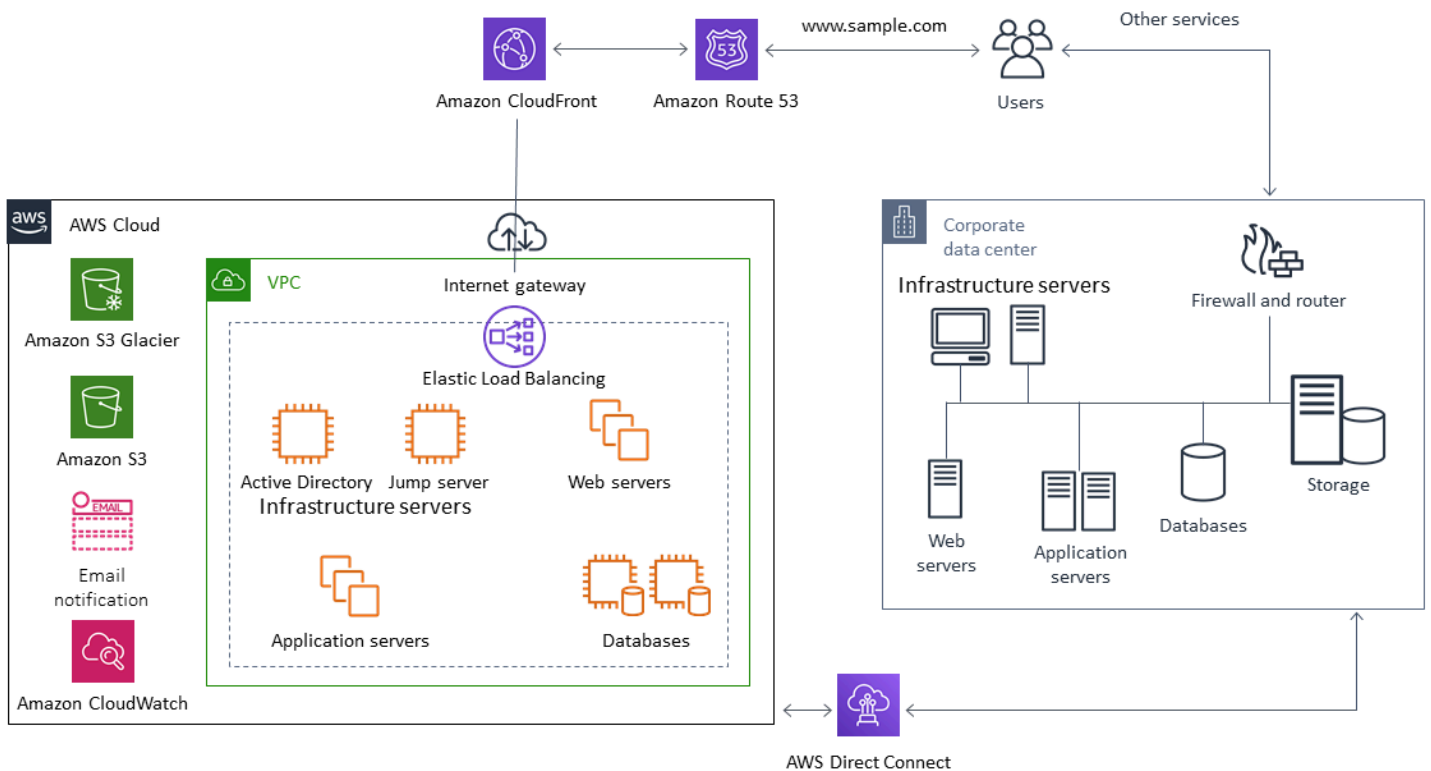 www.sample.com
Other services
53
Amazon CloudFront
Amazon Route 53
Users
aws
AWS Cloud
Corporate
data center
VPC
Internet gateway
Infrastructure servers
Firewall and router
Amazon S3 Glacier
Elastic Load Balancing
Amazon S3
Active Directory
Jump server
Web servers
Infrastructure servers
Storage
EMAIL
Databases
Web
servers
Application
servers
Email
notification
Application servers
Databases
Amazon CloudWatch
AWS Direct Connect